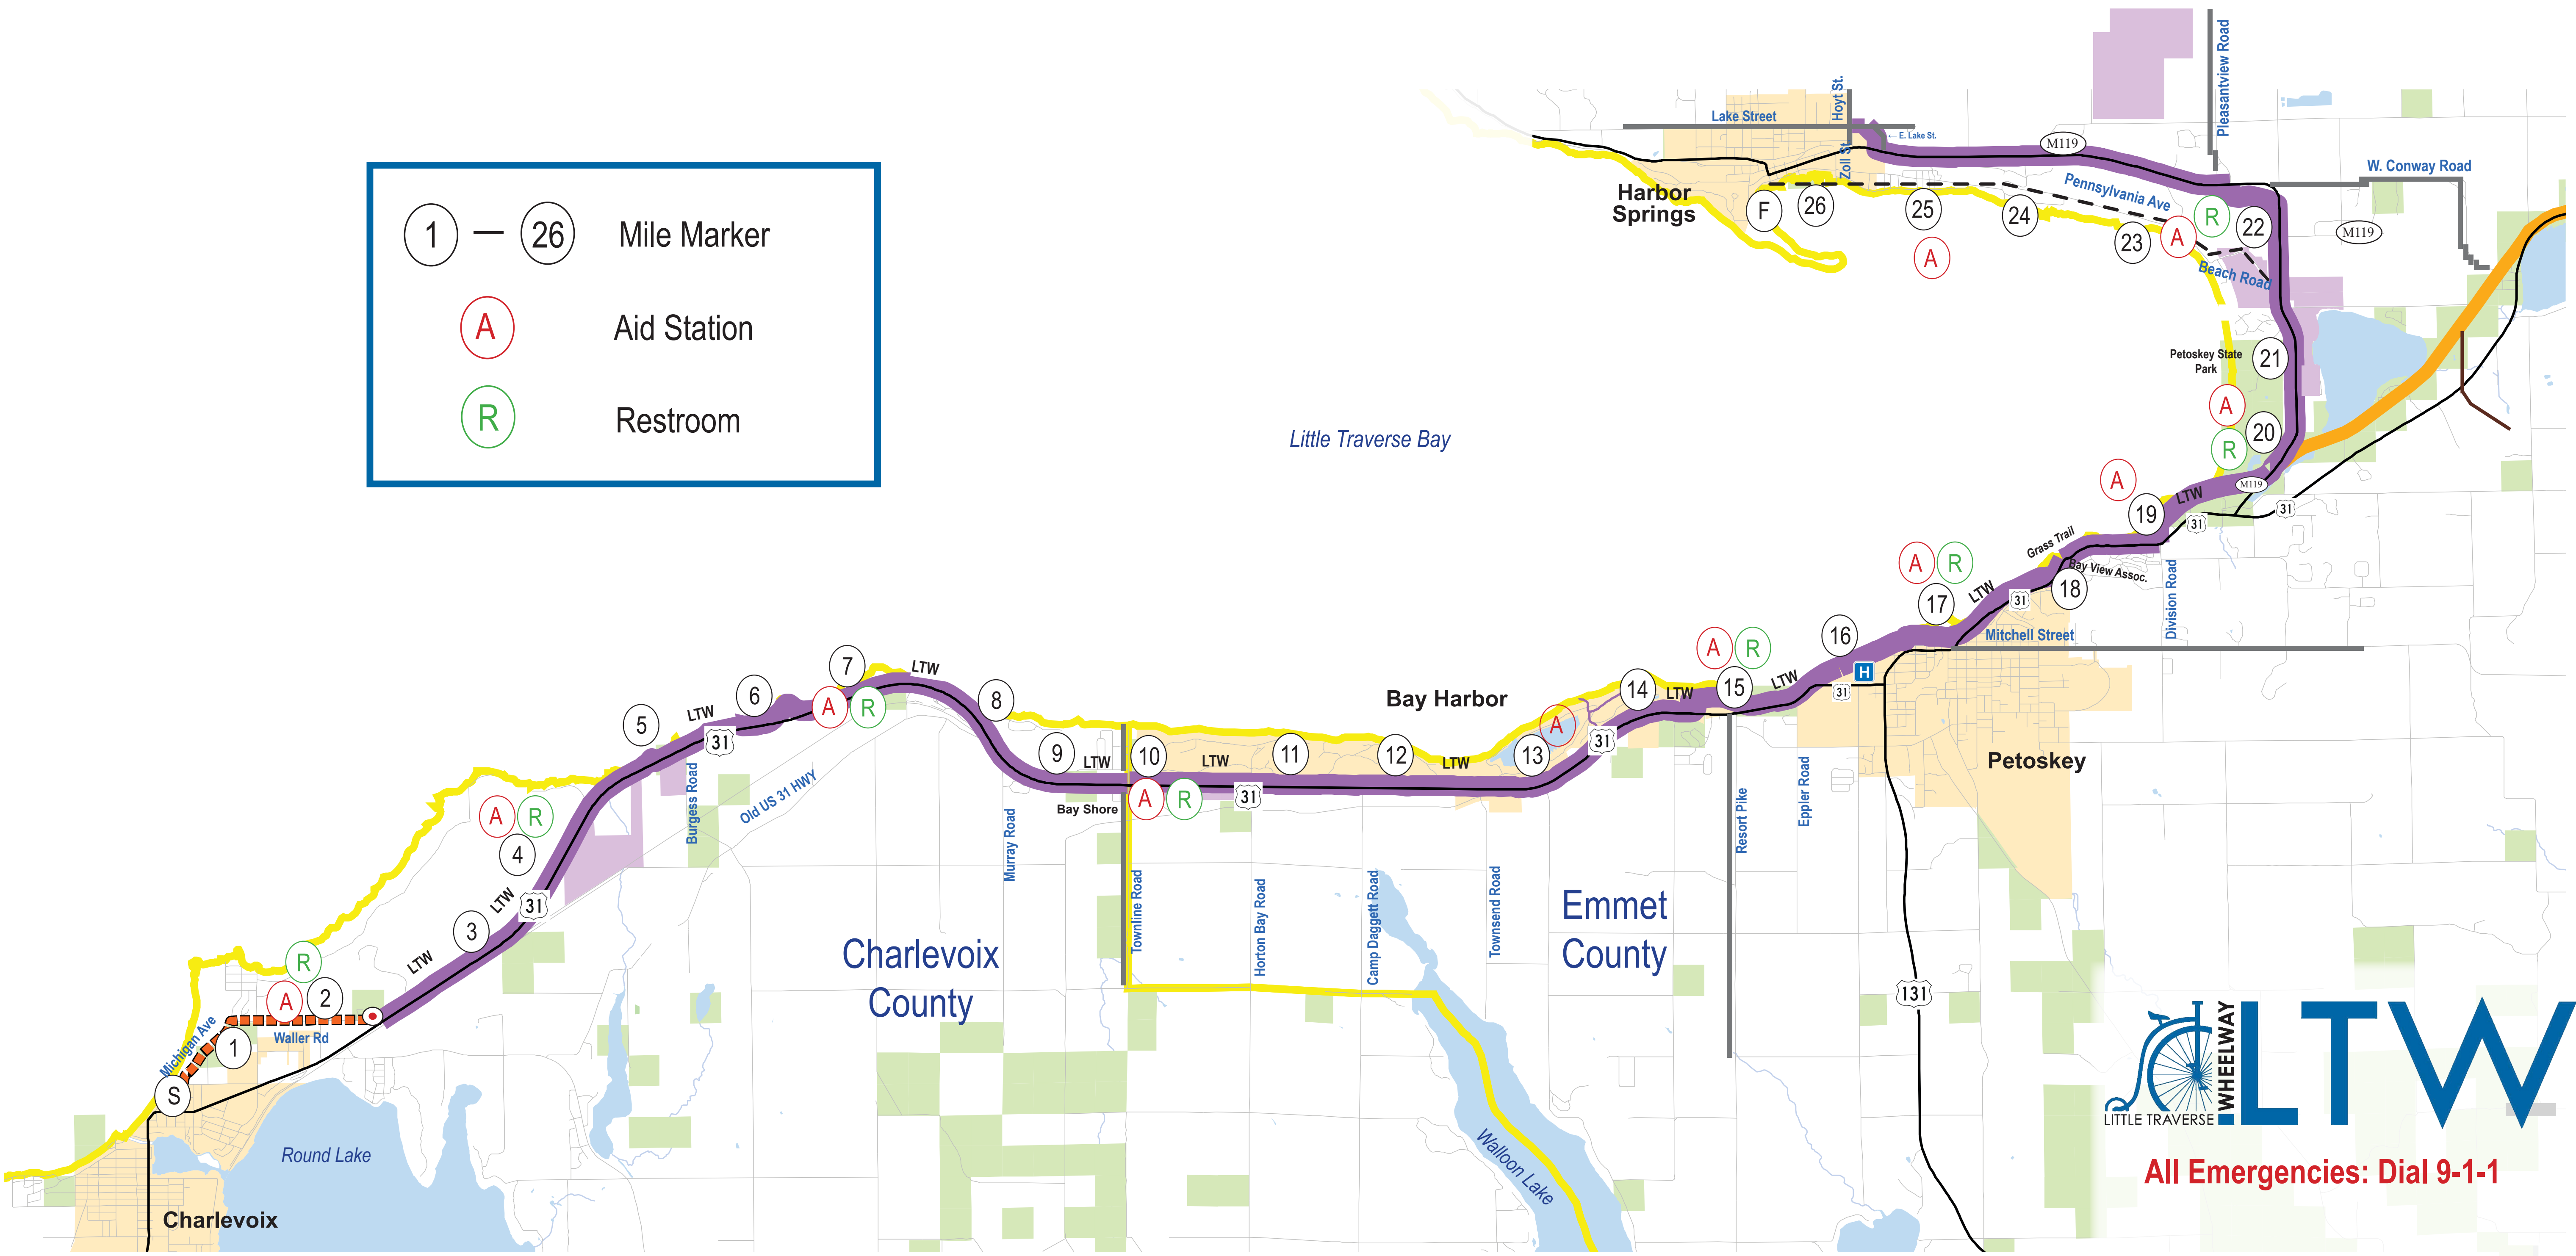 Pleasantview Road
Hoyt St.
Lake Street
← E. Lake St.
M119
W. Conway Road
Zoll St.
Harbor
Springs
Pennsylvania Ave
F
26
25
24
23
A
R
22
M119
A
Beach Road
1 — 26 Mile Marker
A Aid Station
R Restroom
Petoskey State
Park
21
A
20
R
Little Traverse Bay
A
LTW
M119
19
31
31
Grass Trail
Bay View Assoc.
A R
17
LTW
31
18
Division Road
Mitchell Street
16
H
31
A R
15
LTW
LTW
14
Bay Harbor
A
31
13
LTW
12
11
LTW
10
LTW
9
A R
31
Bay Shore
8
LTW
7
A R
6
LTW
5
31
Burgess Road
Old US 31 HWY
Murray Road
Townline Road
Horton Bay Road
Camp Daggett Road
Townsend Road
Resort Pike
Eppler Road
Petoskey
A R
4
LTW
31
3
LTW
Charlevoix
County
Emmet
County
R
A
2
Michigan Ave
1
Waller Rd
S
Round Lake
Charlevoix
Walloon Lake
131
LITTLE TRAVERSE
WHEELWAY
LTW
All Emergencies: Dial 9-1-1